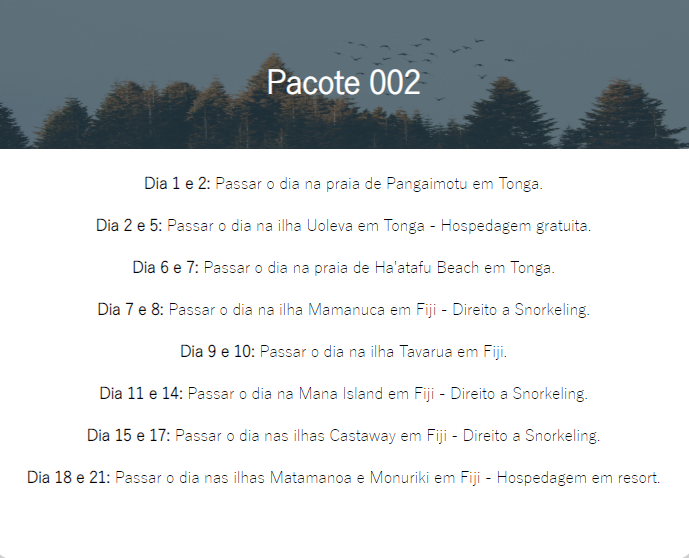 Pacote 002
Dia 1 e 2: Passar o dia na praia de Pangaimotu em Tonga.
Dia 2 e 5: Passar o dia na ilha Uoleva em Tonga - Hospedagem gratuita.
Dia 6 e 7: Passar o dia na praia de Ha'atafu Beach em Tonga.
Dia 7 e 8: Passar o dia na ilha Mamanuca em Fiji - Direito a Snorkeling.
Dia 9 e 10: Passar o dia na ilha Tavarua em Fiji.
Dia 11 e 14: Passar o dia na Mana Island em Fiji - Direito a Snorkeling.
Dia 15 e 17: Passar o dia nas ilhas Castaway em Fiji - Direito a Snorkeling.
Dia 18 e 21: Passar o dia nas ilhas Matamanoa e Monuriki em Fiji - Hospedagem em resort.